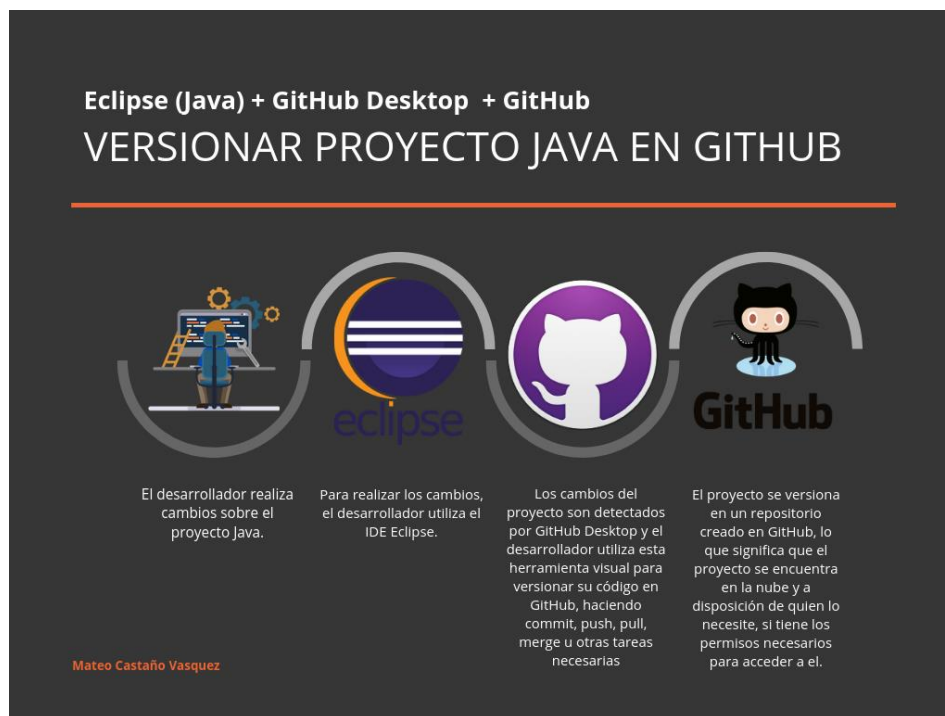 Eclipse (Java) + GitHub Desktop + GitHub
VERSIONAR PROYECTO JAVA EN GITHUB
eclipse
GitHub
El desarrollador realiza
cambios sobre el
proyecto Java.
Para realizar los cambios,
el desarrollador utiliza el
IDE Eclipse.
Los cambios del
proyecto son detectados
por GitHub Desktop y el
desarrollador utiliza esta
herramienta visual para
versionar su código en
GitHub, haciendo
commit, push, pull,
merge u otras tareas
necesarias
El proyecto se versiona
en un repositorio
creado en GitHub, lo
que significa que el
proyecto se encuentra
en la nube y a
disposición de quien lo
necesite, si tiene los
permisos necesarios
para acceder a el.
Mateo Castaño Vasquez